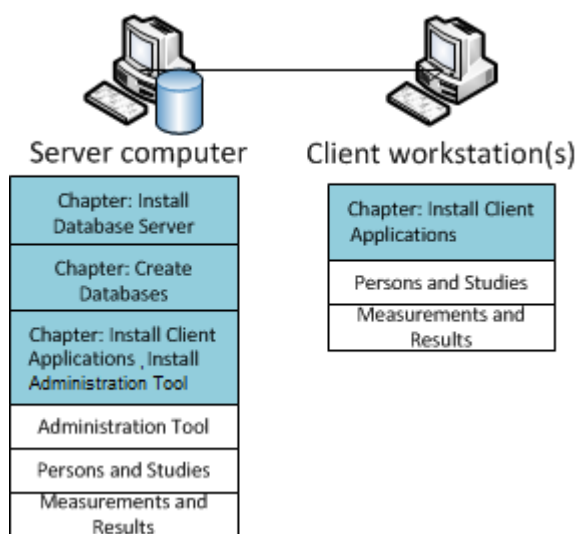 Server computer
Chapter: Install
Database Server
Chapter: Create
Databases
Chapter: Install Client
Applications , Install
Administration Tool
Administration Tool
Persons and Studies
Measurements and
Results
Client workstation(s)
Chapter: Install Client
Applications
Persons and Studies
Measurements and
Results